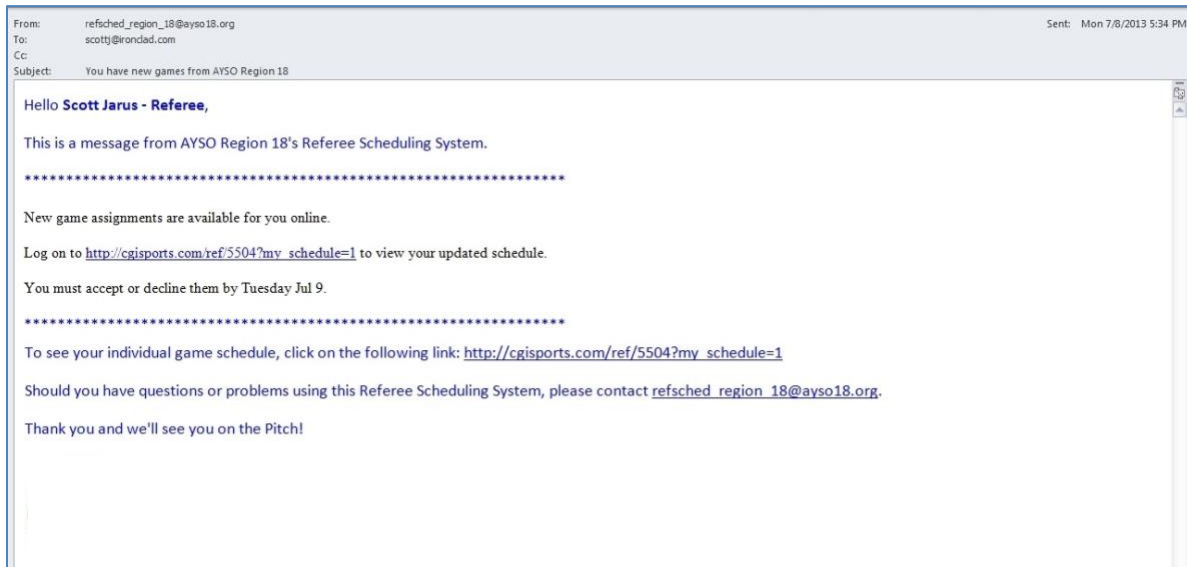 From: refsched_region_18@ayso18.org Sent: Mon 7/8/2013 5:34 PM
To: scottj@ironclad.com
Cc:
Subject: You have new games from AYSO Region 18
Hello Scott Jarus - Referee,
This is a message from AYSO Region 18's Referee Scheduling System.
*****************************************************************
New game assignments are available for you online.
Log on to http://cgisports.com/ref/5504?my_schedule=1 to view your updated schedule.
You must accept or decline them by Tuesday Jul 9.
*****************************************************************
To see your individual game schedule, click on the following link: http://cgisports.com/ref/5504?my_schedule=1
Should you have questions or problems using this Referee Scheduling System, please contact refsched_region_18@ayso18.org.
Thank you and we'll see you on the Pitch!